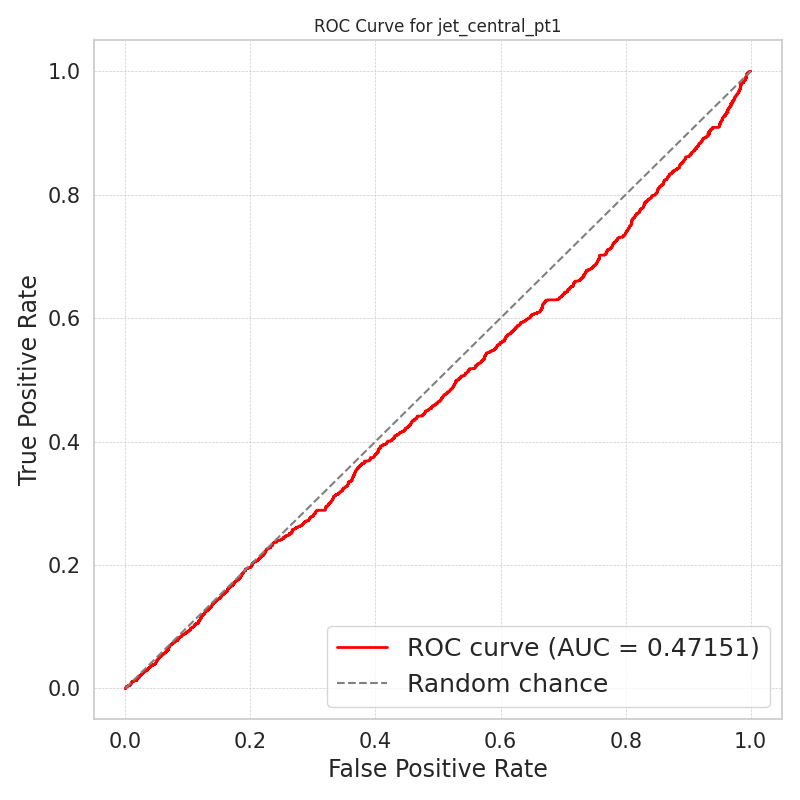 ROC Curve for jet_central_pt1
True Positive Rate
1.0
0.8
0.6
0.4
0.2
0.0
ROC curve (AUC = 0.47151)
Random chance
0.0 0.2 0.4 0.6 0.8 1.0
False Positive Rate